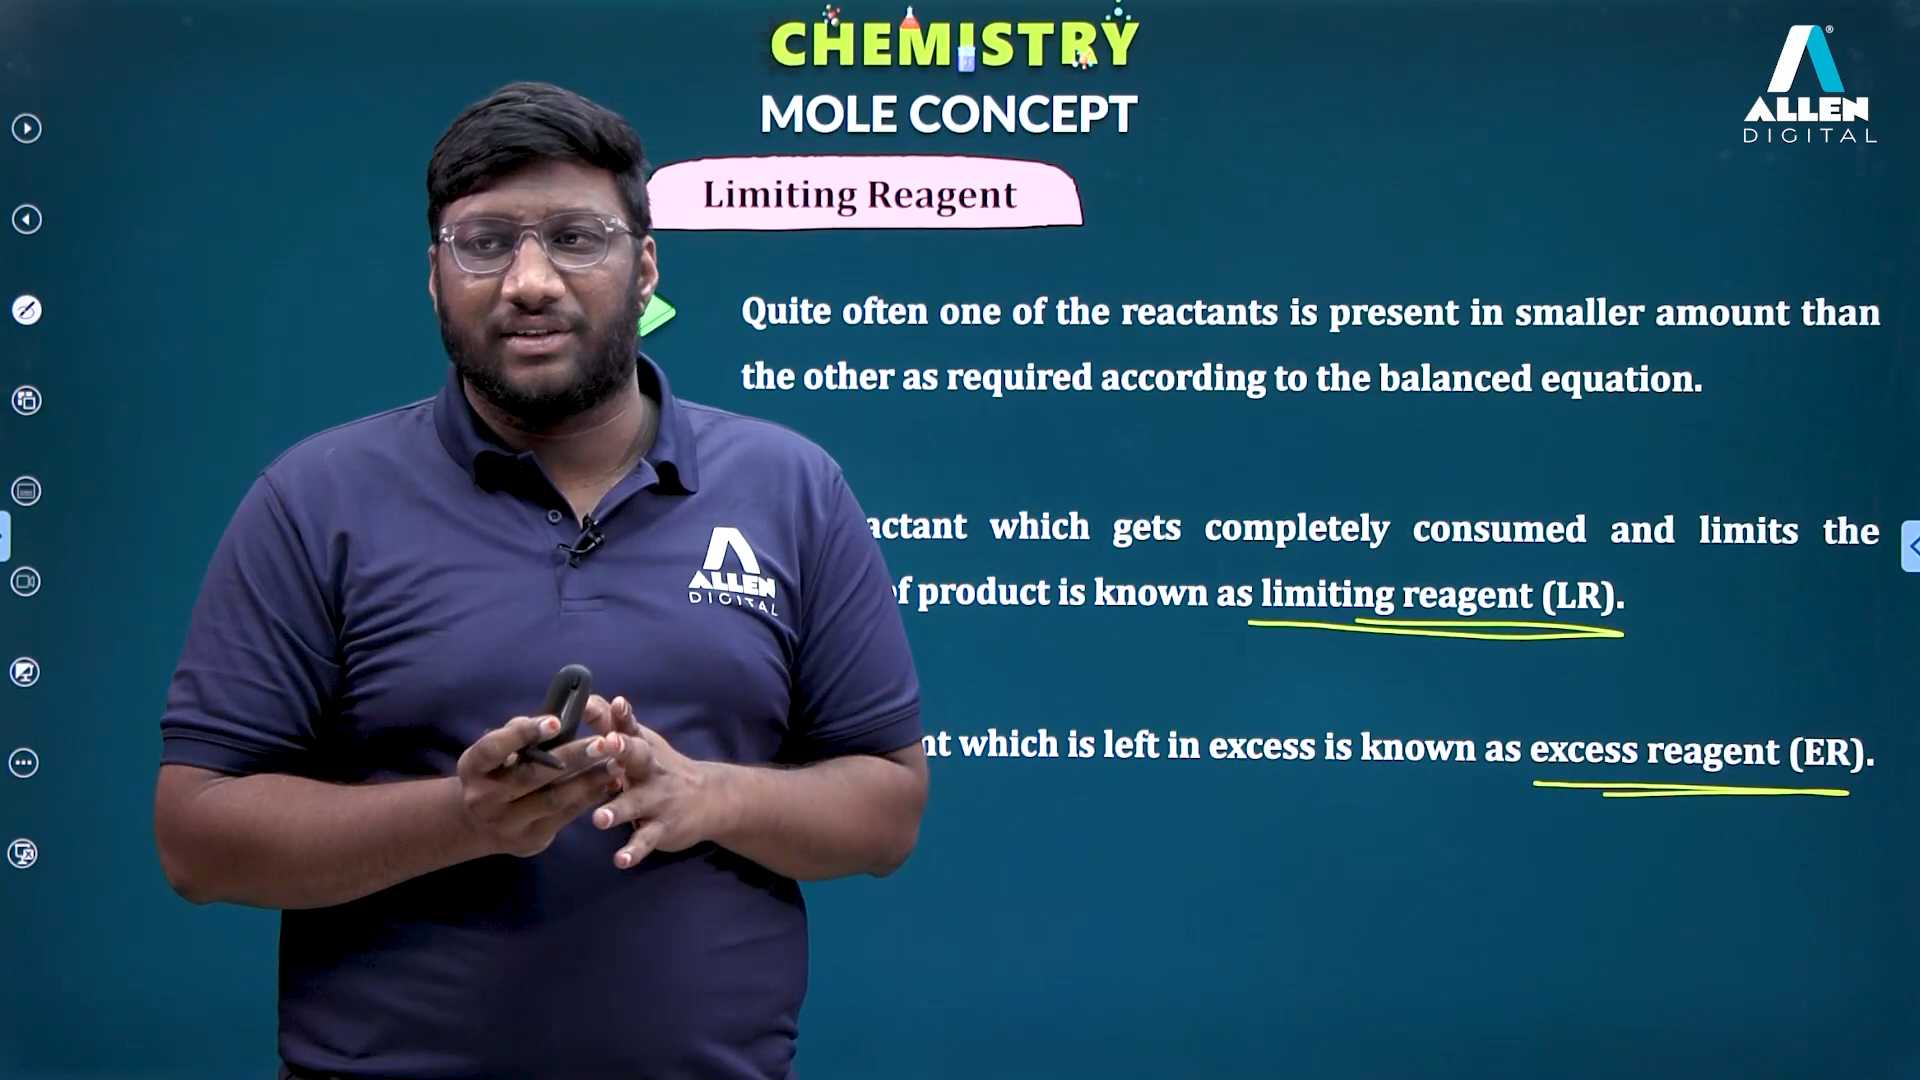 CHEMISTRY
MOLE CONCEPT
ALLEN
DIGITAL
Limiting Reagent
Quite often one of the reactants is present in smaller amount than
the other as required according to the balanced equation.
which gets completely consumed and limits the
product is known as limiting reagent (LR).
which is left in excess is known as excess reagent (ER).
ALLEN
DIGITAL